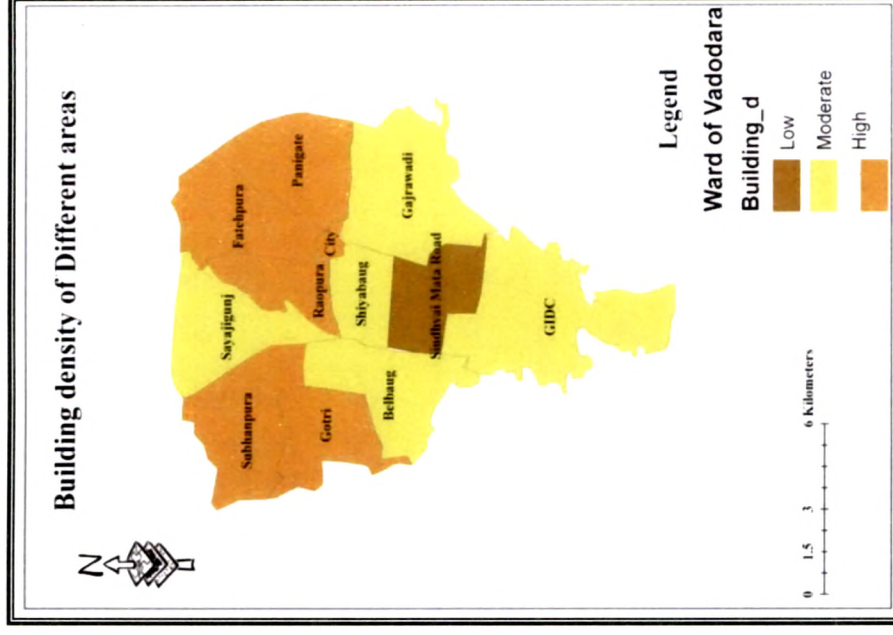 Building density of Different areas
N
Sayajigunj
Fatehpura
Subhanpura
Panigate
Gotri
Raopura
City
Shiyabaug
Belbaug
Gajrawadi
Sindhvai Mata Road
GIDC
Legend
Ward of Vadodara
Building_d
Low
Moderate
High
0 1.5 3 6 Kilometers